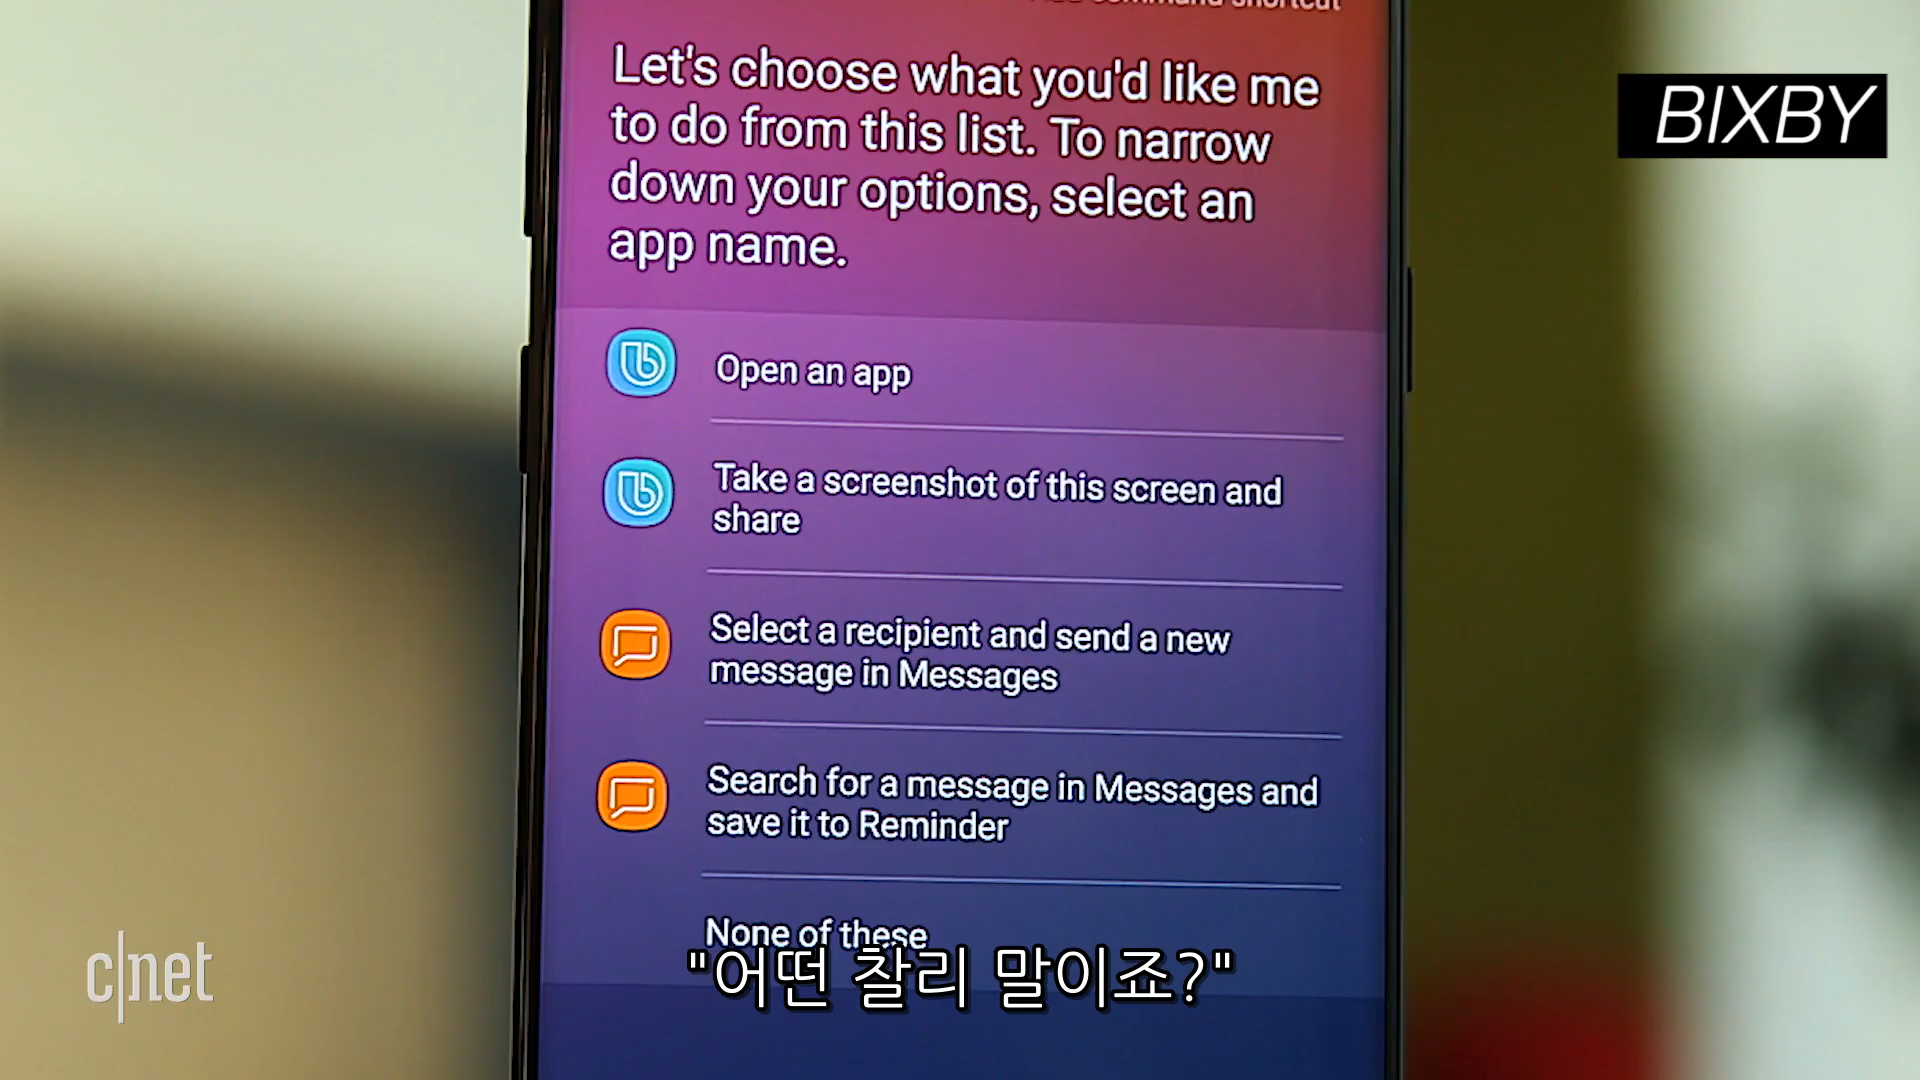 command shortcut
Let's choose what you'd like me
to do from this list. To narrow
down your options, select an
app name.
BIXBY
Open an app
Take a screenshot of this screen and
share
Select a recipient and send a new
message in Messages
Search for a message in Messages and
save it to Reminder
None of these
"어떤 찰리 말이죠?"
c|net